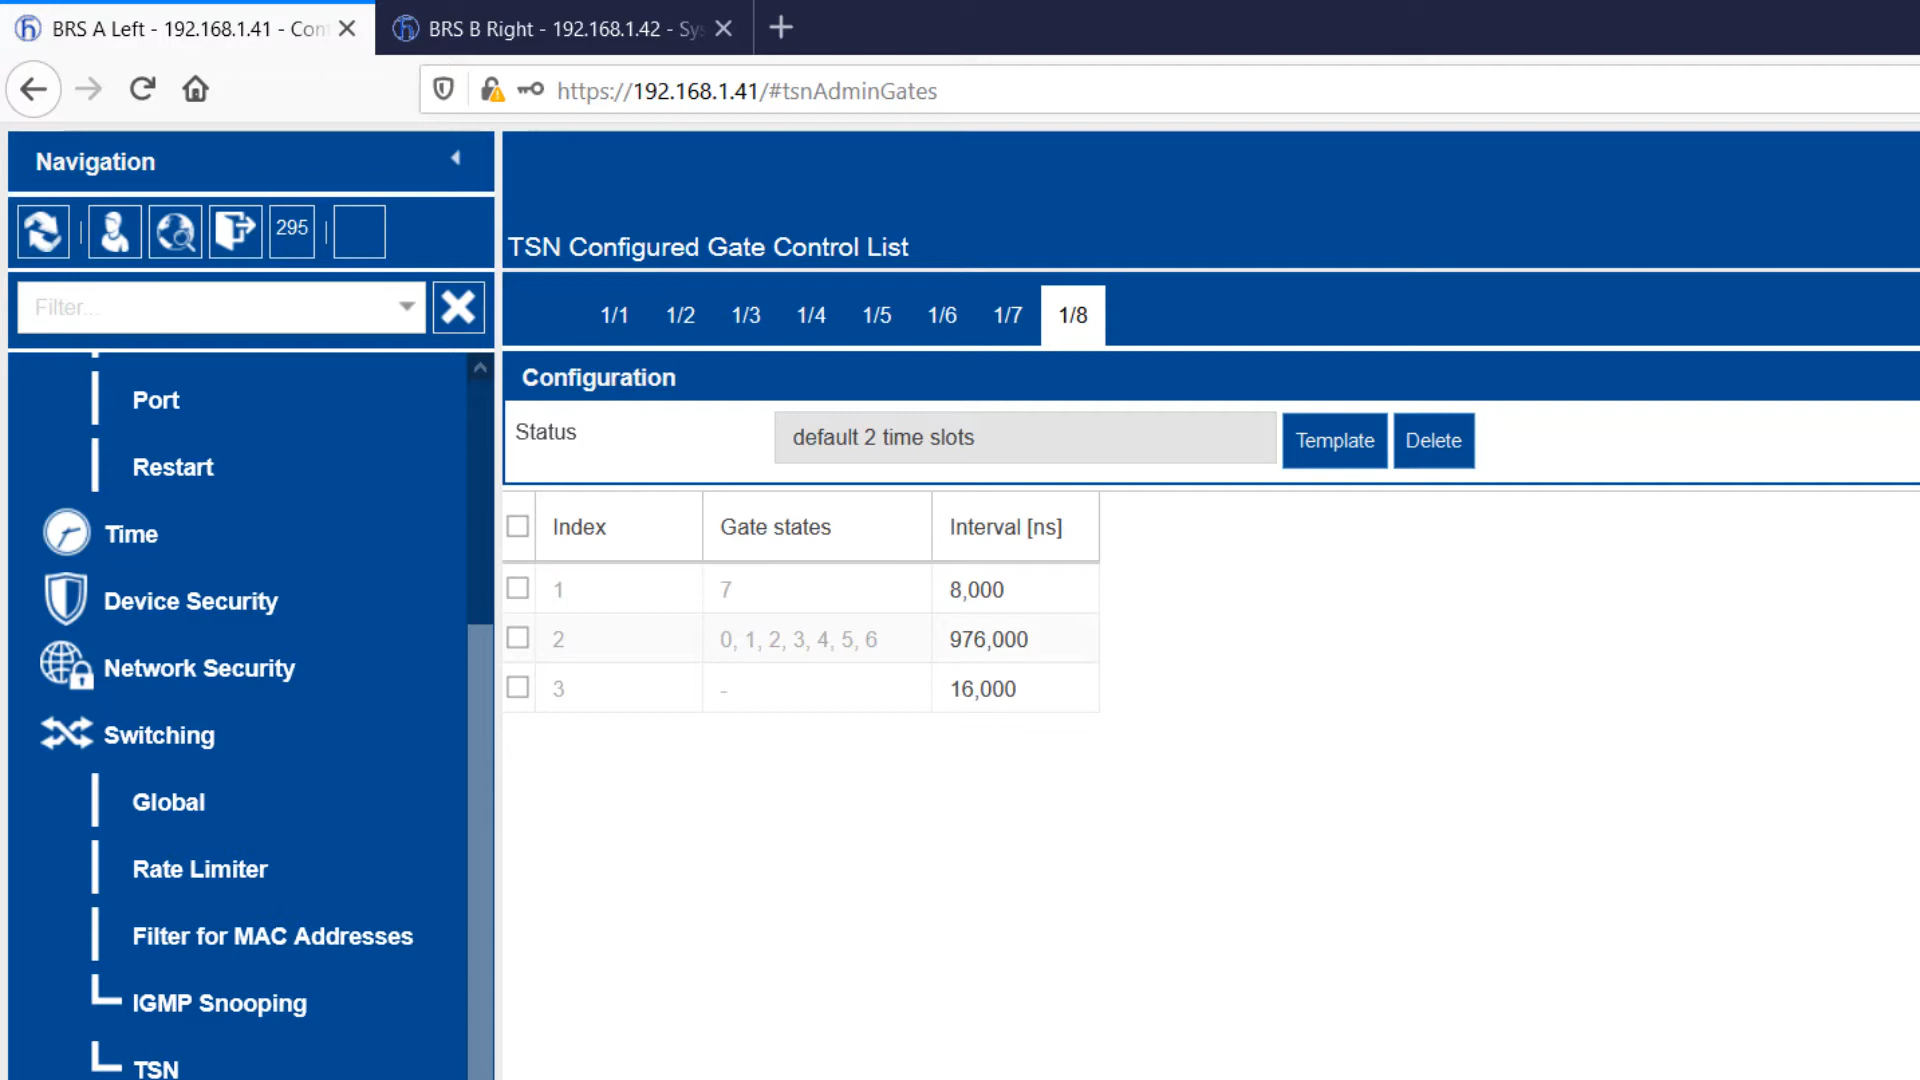 BRS A Left - 192.168.1.41 - Con
BRS B Right - 192.168.1.42 - Sys
https://192.168.1.41/#tsnAdminGates
Navigation
295
TSN Configured Gate Control List
Filter...
1/1 1/2 1/3 1/4 1/5 1/6 1/7 1/8
Configuration
Status default 2 time slots Template Delete
Index Gate states Interval [ns]
1 7 8,000
2 0, 1, 2, 3, 4, 5, 6 976,000
3 - 16,000
Port
Restart
Time
Device Security
Network Security
Switching
Global
Rate Limiter
Filter for MAC Addresses
IGMP Snooping
TSN